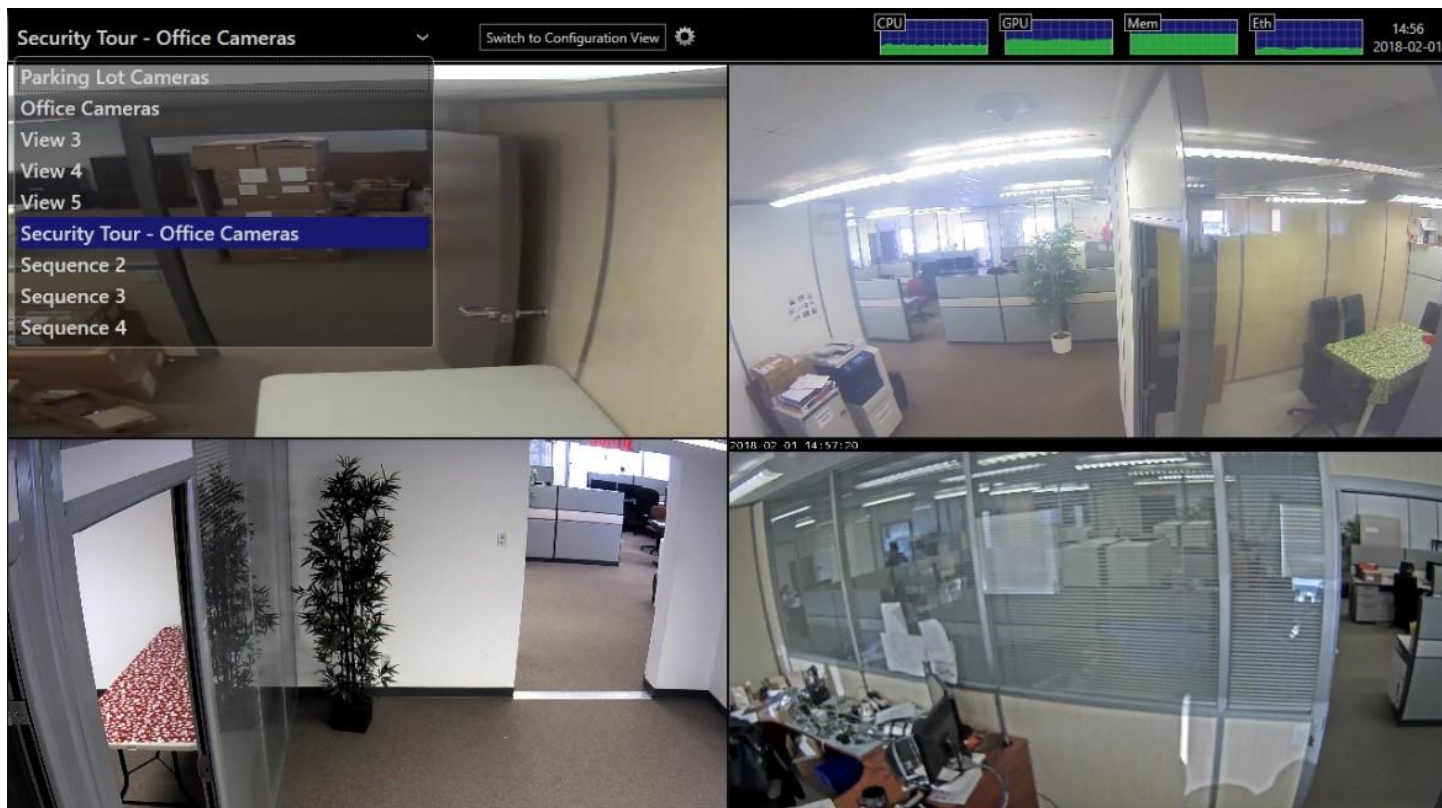 Security Tour - Office Cameras
Switch to Configuration View
CPU
GPU
Mem
Eth
14:56
2018-02-01
Parking Lot Cameras
Office Cameras
View 3
View 4
View 5
Security Tour - Office Cameras
Sequence 2
Sequence 3
Sequence 4
2018-02-01 14:57:20